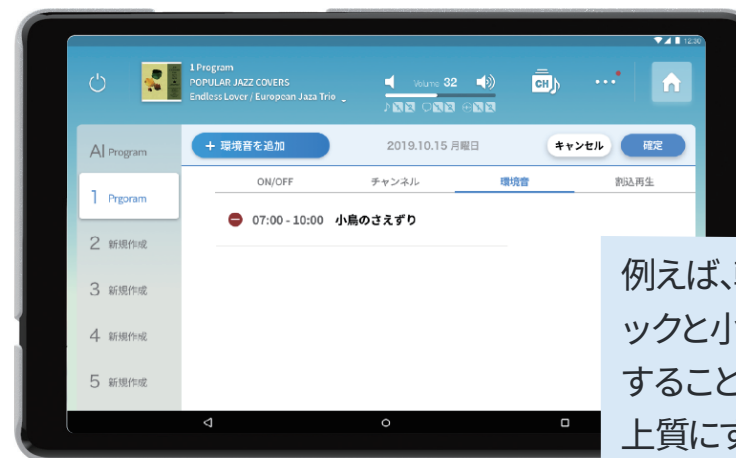 12:30
1 Program
POPULAR JAZZ COVERS
Endless Lover / European Jaza Trio
Volume 32
CH
AI Program
+ 環境音を追加
2019.10.15 月曜日
キャンセル
確定
1 Prgoram
ON/OFF
チャンネル
環境音
割込再生
07:00 - 10:00 小鳥のさえずり
2 新規作成
3 新規作成
4 新規作成
5 新規作成
例えば、
ックと小
すること
上質にす